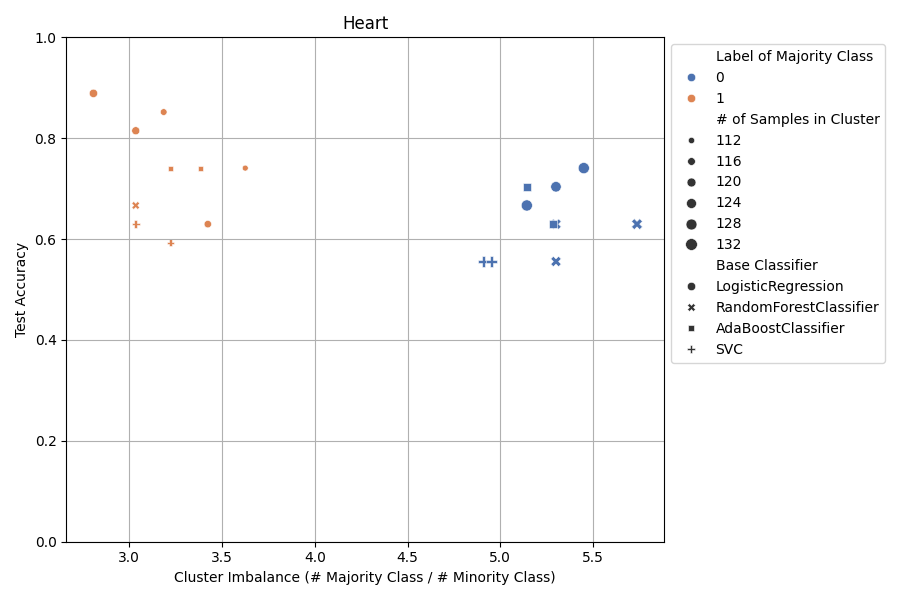 Heart
Test Accuracy
1.0
0.8
0.6
0.4
0.2
0.0
3.0 3.5 4.0 4.5 5.0 5.5
Cluster Imbalance (# Majority Class / # Minority Class)
Label of Majority Class
0
1
# of Samples in Cluster
112
116
120
124
128
132
Base Classifier
LogisticRegression
RandomForestClassifier
AdaBoostClassifier
SVC